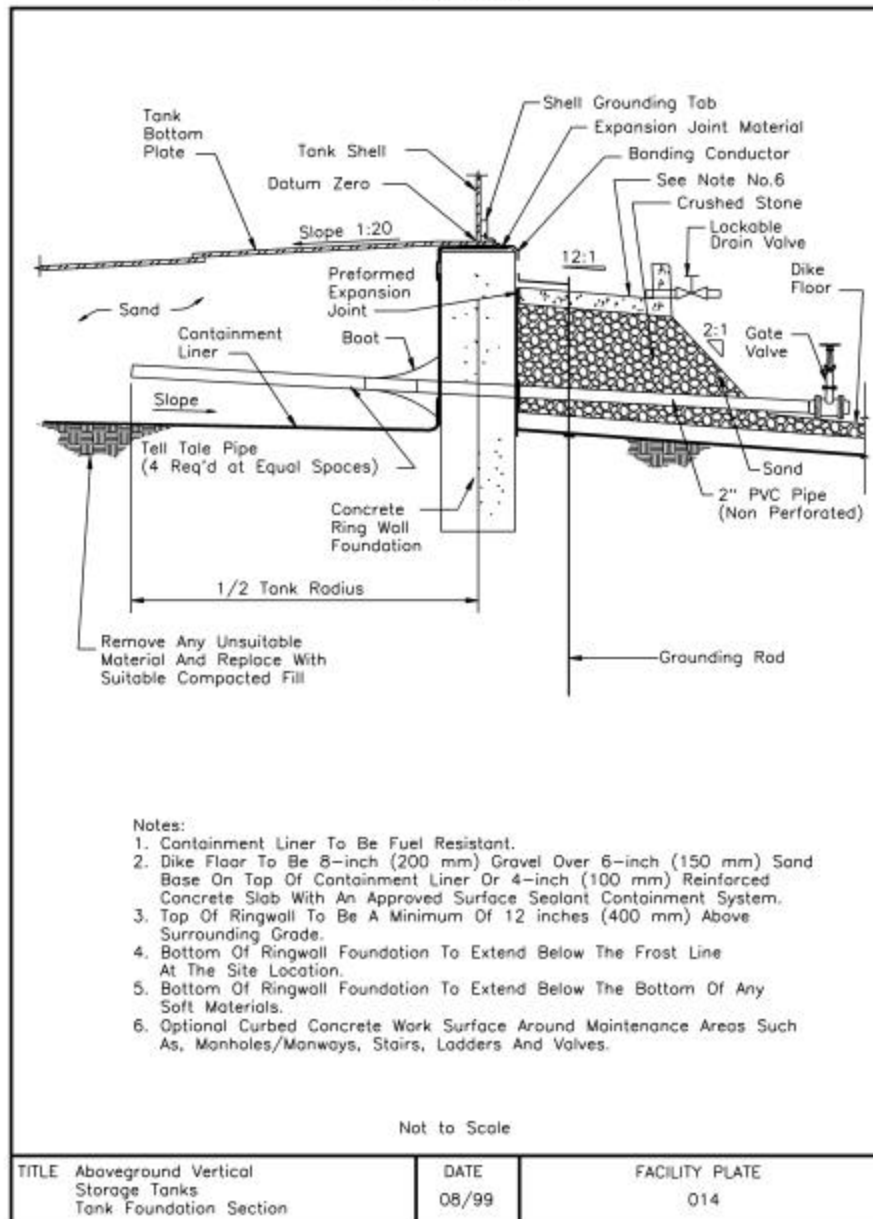 Shell Grounding Tab
Tank
Bottom
Plate
Expansion Joint Material
Tank Shell
Bonding Conductor
Datum Zero
See Note No.6
Crushed Stone
Slope 1:20
Lockable
Drain Valve
12:1
Dike
Floor
Preformed
Expansion
Joint
Sand
Containment
Liner
Boot
2:1
Gate
Valve
Slope
Tell Tale Pipe
(4 Req'd at Equal Spaces)
Sand
2" PVC Pipe
(Non Perforated)
Concrete
Ring Wall
Foundation
1/2 Tank Radius
Remove Any Unsuitable
Material And Replace With
Suitable Compacted Fill
Grounding Rod
Notes:
1. Containment Liner To Be Fuel Resistant.
2. Dike Floor To Be 8-inch (200 mm) Gravel Over 6-inch (150 mm) Sand
Base On Top Of Containment Liner Or 4-inch (100 mm) Reinforced
Concrete Slab With An Approved Surface Sealant Containment System.
3. Top Of Ringwall To Be A Minimum Of 12 inches (400 mm) Above
Surrounding Grade.
4. Bottom Of Ringwall Foundation To Extend Below The Frost Line
At The Site Location.
5. Bottom Of Ringwall Foundation To Extend Below The Bottom Of Any
Soft Materials.
6. Optional Curbed Concrete Work Surface Around Maintenance Areas Such
As, Manholes/Manways, Stairs, Ladders And Valves.
Not to Scale
TITLE Aboveground Vertical
Storage Tanks
Tank Foundation Section
DATE
08/99
FACILITY PLATE
014